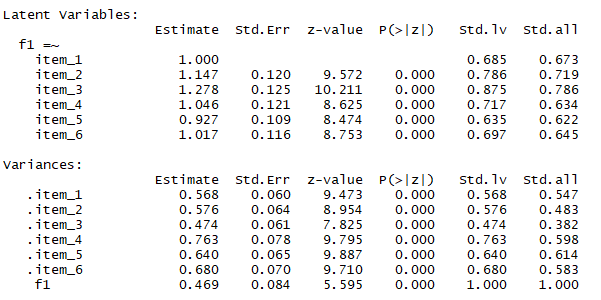 Latent Variables:
Estimate Std.Err z-value P(>|z|) Std.lv Std.all
f1 =~
item_1 1.000 0.685 0.673
item_2 1.147 0.120 9.572 0.000 0.786 0.719
item_3 1.278 0.125 10.211 0.000 0.875 0.786
item_4 1.046 0.121 8.625 0.000 0.717 0.634
item_5 0.927 0.109 8.474 0.000 0.635 0.622
item_6 1.017 0.116 8.753 0.000 0.697 0.645
Variances:
Estimate Std.Err z-value P(>|z|) Std.lv Std.all
.item_1 0.568 0.060 9.473 0.000 0.568 0.547
.item_2 0.576 0.064 8.954 0.000 0.576 0.483
.item_3 0.474 0.061 7.825 0.000 0.474 0.382
.item_4 0.763 0.078 9.795 0.000 0.763 0.598
.item_5 0.640 0.065 9.887 0.000 0.640 0.614
.item_6 0.680 0.070 9.710 0.000 0.680 0.583
f1 0.469 0.084 5.595 0.000 1.000 1.000